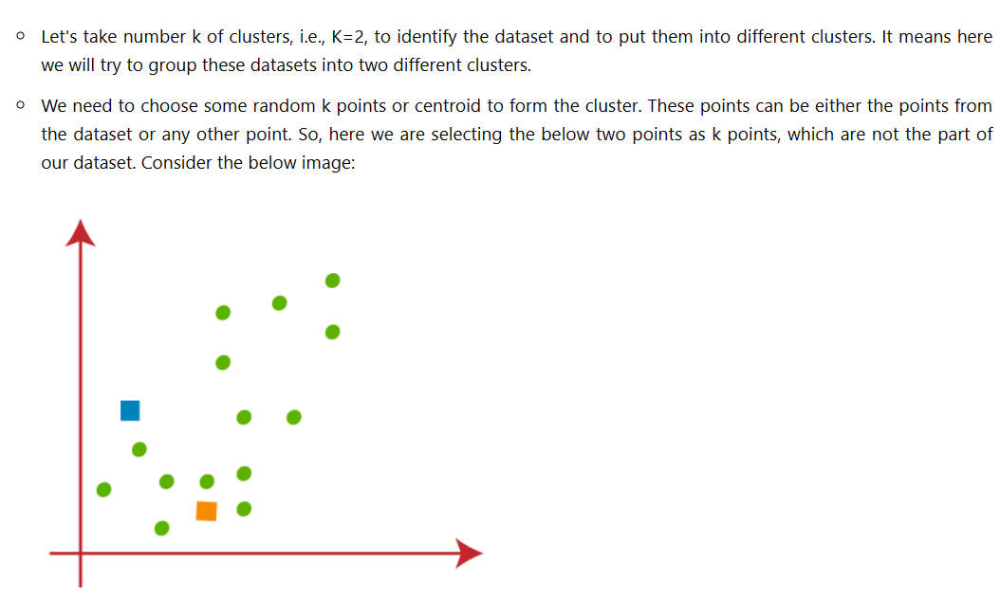 Let's take number k of clusters, i.e., K=2, to identify the dataset and to put them into different clusters. It means here
we will try to group these datasets into two different clusters.
We need to choose some random k points or centroid to form the cluster. These points can be either the points from
the dataset or any other point. So, here we are selecting the below two points as k points, which are not the part of
our dataset. Consider the below image: